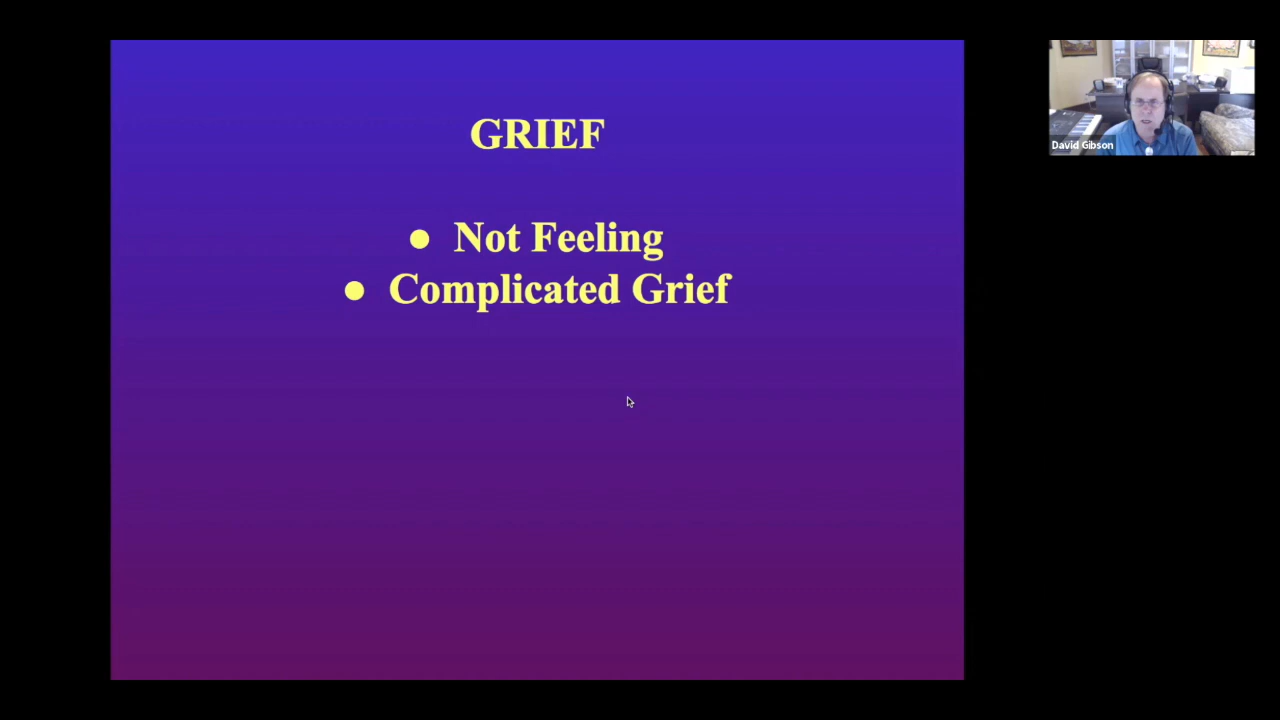 GRIEF
● Not Feeling
● Complicated Grief
David Gibson